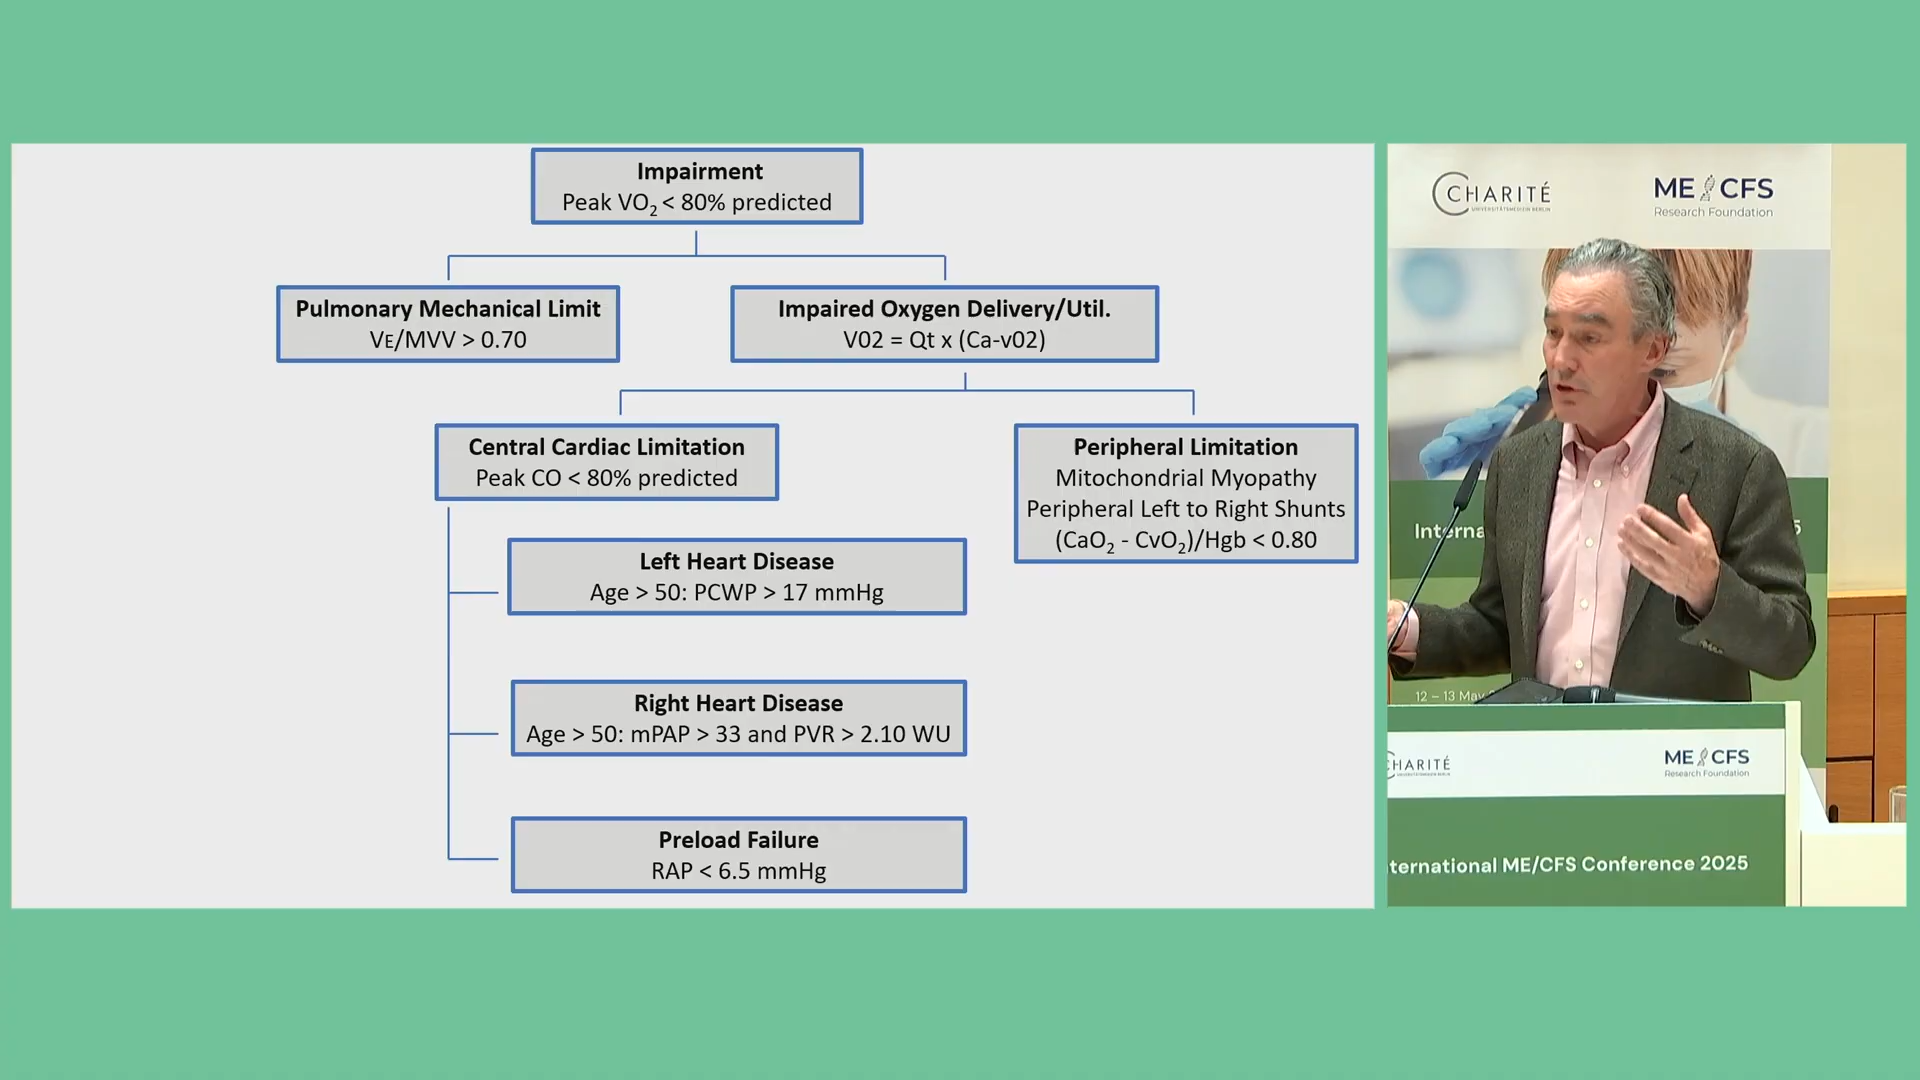 Impairment
Peak VO₂ < 80% predicted
Pulmonary Mechanical Limit
VE/MVV > 0.70
Impaired Oxygen Delivery/Util.
V02 = Qt x (Ca-v02)
Central Cardiac Limitation
Peak CO < 80% predicted
Peripheral Limitation
Mitochondrial Myopathy
Peripheral Left to Right Shunts
(CaO₂ - CvO₂)/Hgb < 0.80
Left Heart Disease
Age > 50: PCWP > 17 mmHg
Right Heart Disease
Age > 50: mPAP > 33 and PVR > 2.10 WU
Preload Failure
RAP < 6.5 mmHg
CHARITÉ
UNIVERSITÄTSMEDIZIN BERLIN
ME CFS
Research Foundation
Interna
5
12 – 13 May
CHARITÉ
ME CFS
Research Foundation
ternational ME/CFS Conference 2025